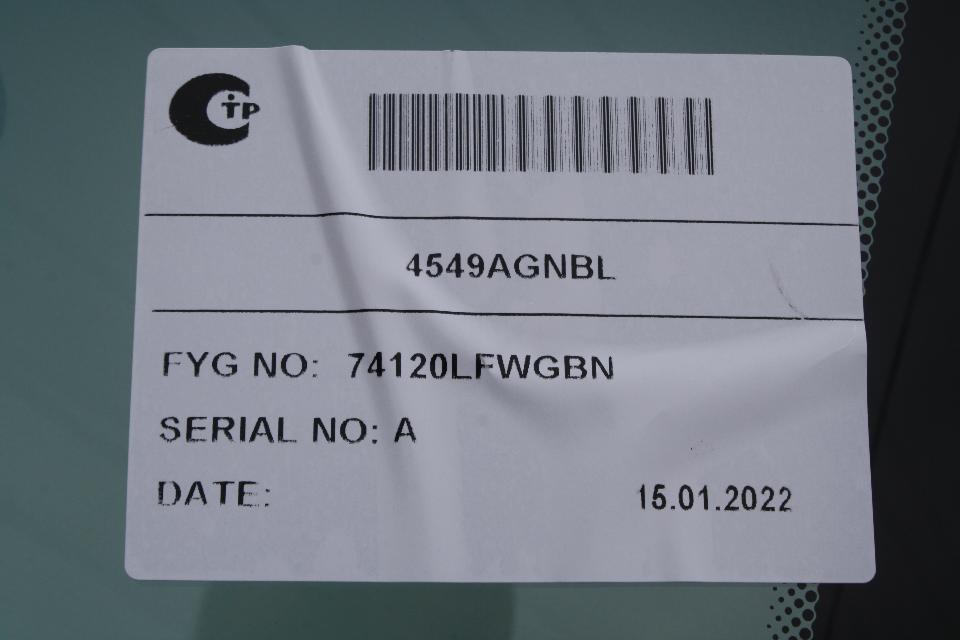 TP
4549AGNBL
FYG NO: 74120LFWGBN
SERIAL NO: A
DATE: 15.01.2022